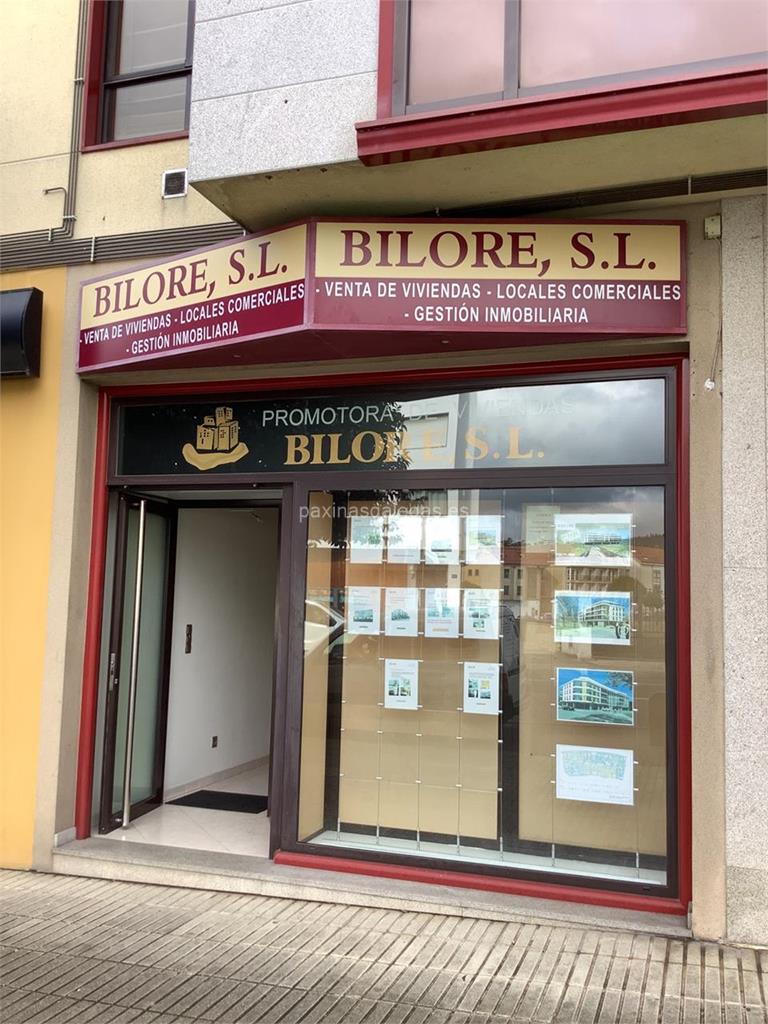 BILORE, S.L.
- VENTA DE VIVIENDAS - LOCALES COMERCIALES
- GESTIÓN INMOBILIARIA
BILORE, S.L.
- VENTA DE VIVIENDAS - LOCALES COMERCIALES
- GESTIÓN INMOBILIARIA
PROMOTORA DE VIVIENDAS
BILORE, S.L.
paxinasgalegas.es